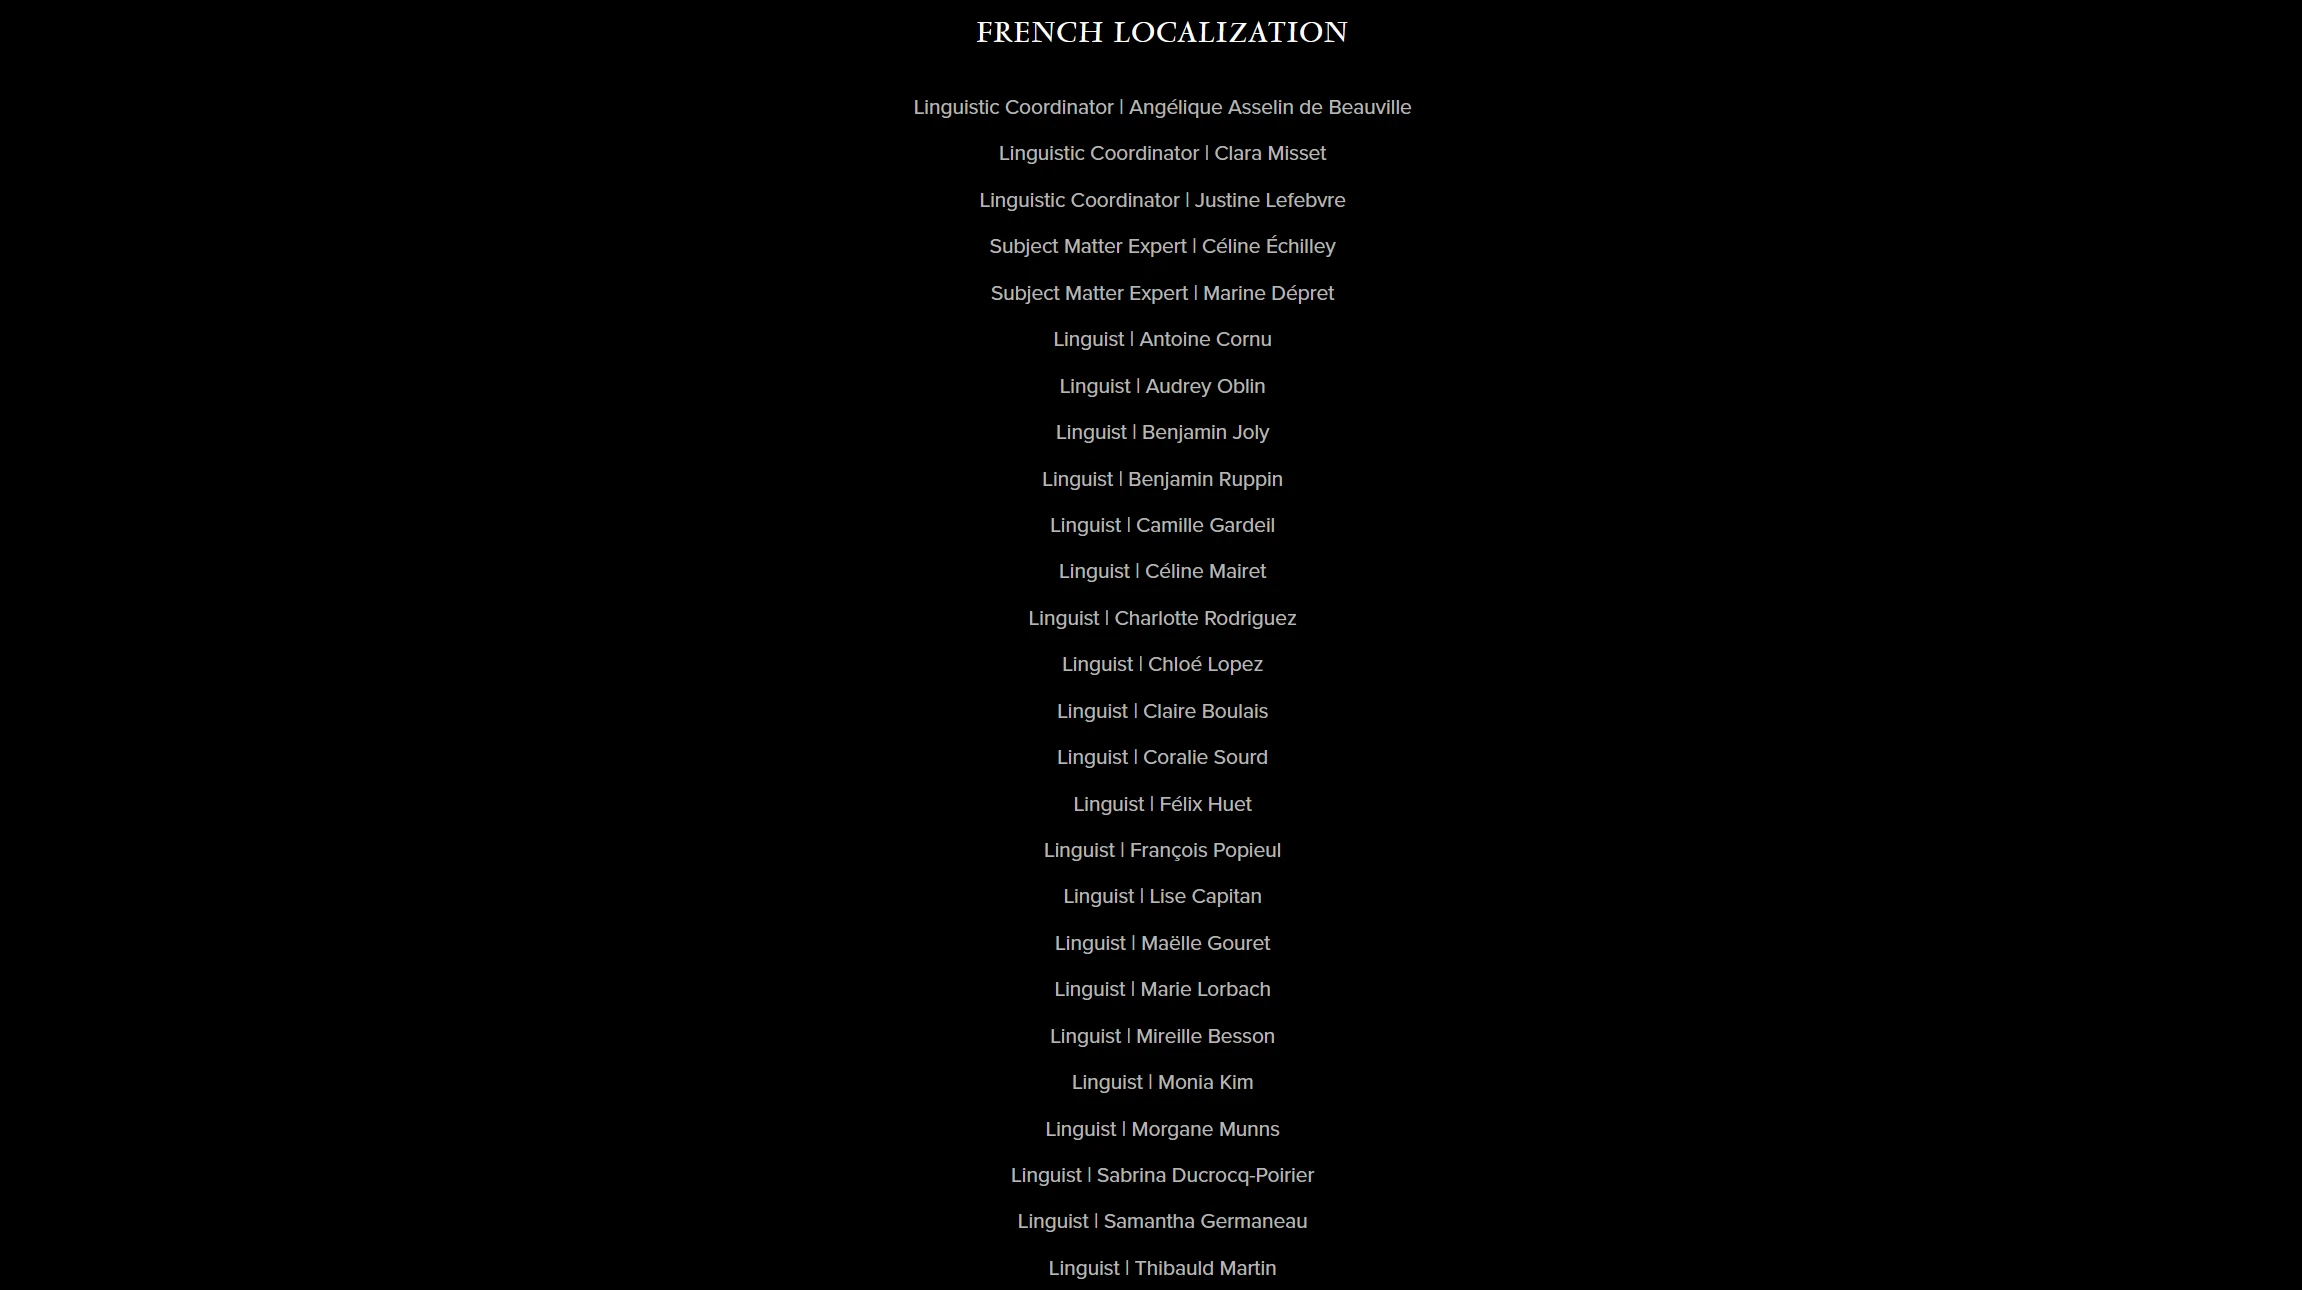 FRENCH LOCALIZATION
Linguistic Coordinator | Angélique Asselin de Beauville
Linguistic Coordinator | Clara Misset
Linguistic Coordinator | Justine Lefebvre
Subject Matter Expert | Céline Échilley
Subject Matter Expert | Marine Dépret
Linguist | Antoine Cornu
Linguist | Audrey Oblin
Linguist | Benjamin Joly
Linguist | Benjamin Ruppin
Linguist | Camille Gardeil
Linguist | Céline Mairet
Linguist | Charlotte Rodriguez
Linguist | Chloé Lopez
Linguist | Claire Boulais
Linguist | Coralie Sourd
Linguist | Félix Huet
Linguist | François Popieul
Linguist | Lise Capitan
Linguist | Maëlle Gouret
Linguist | Marie Lorbach
Linguist | Mireille Besson
Linguist | Monia Kim
Linguist | Morgane Munns
Linguist | Sabrina Ducrocq-Poirier
Linguist | Samantha Germaneau
Linguist | Thibauld Martin